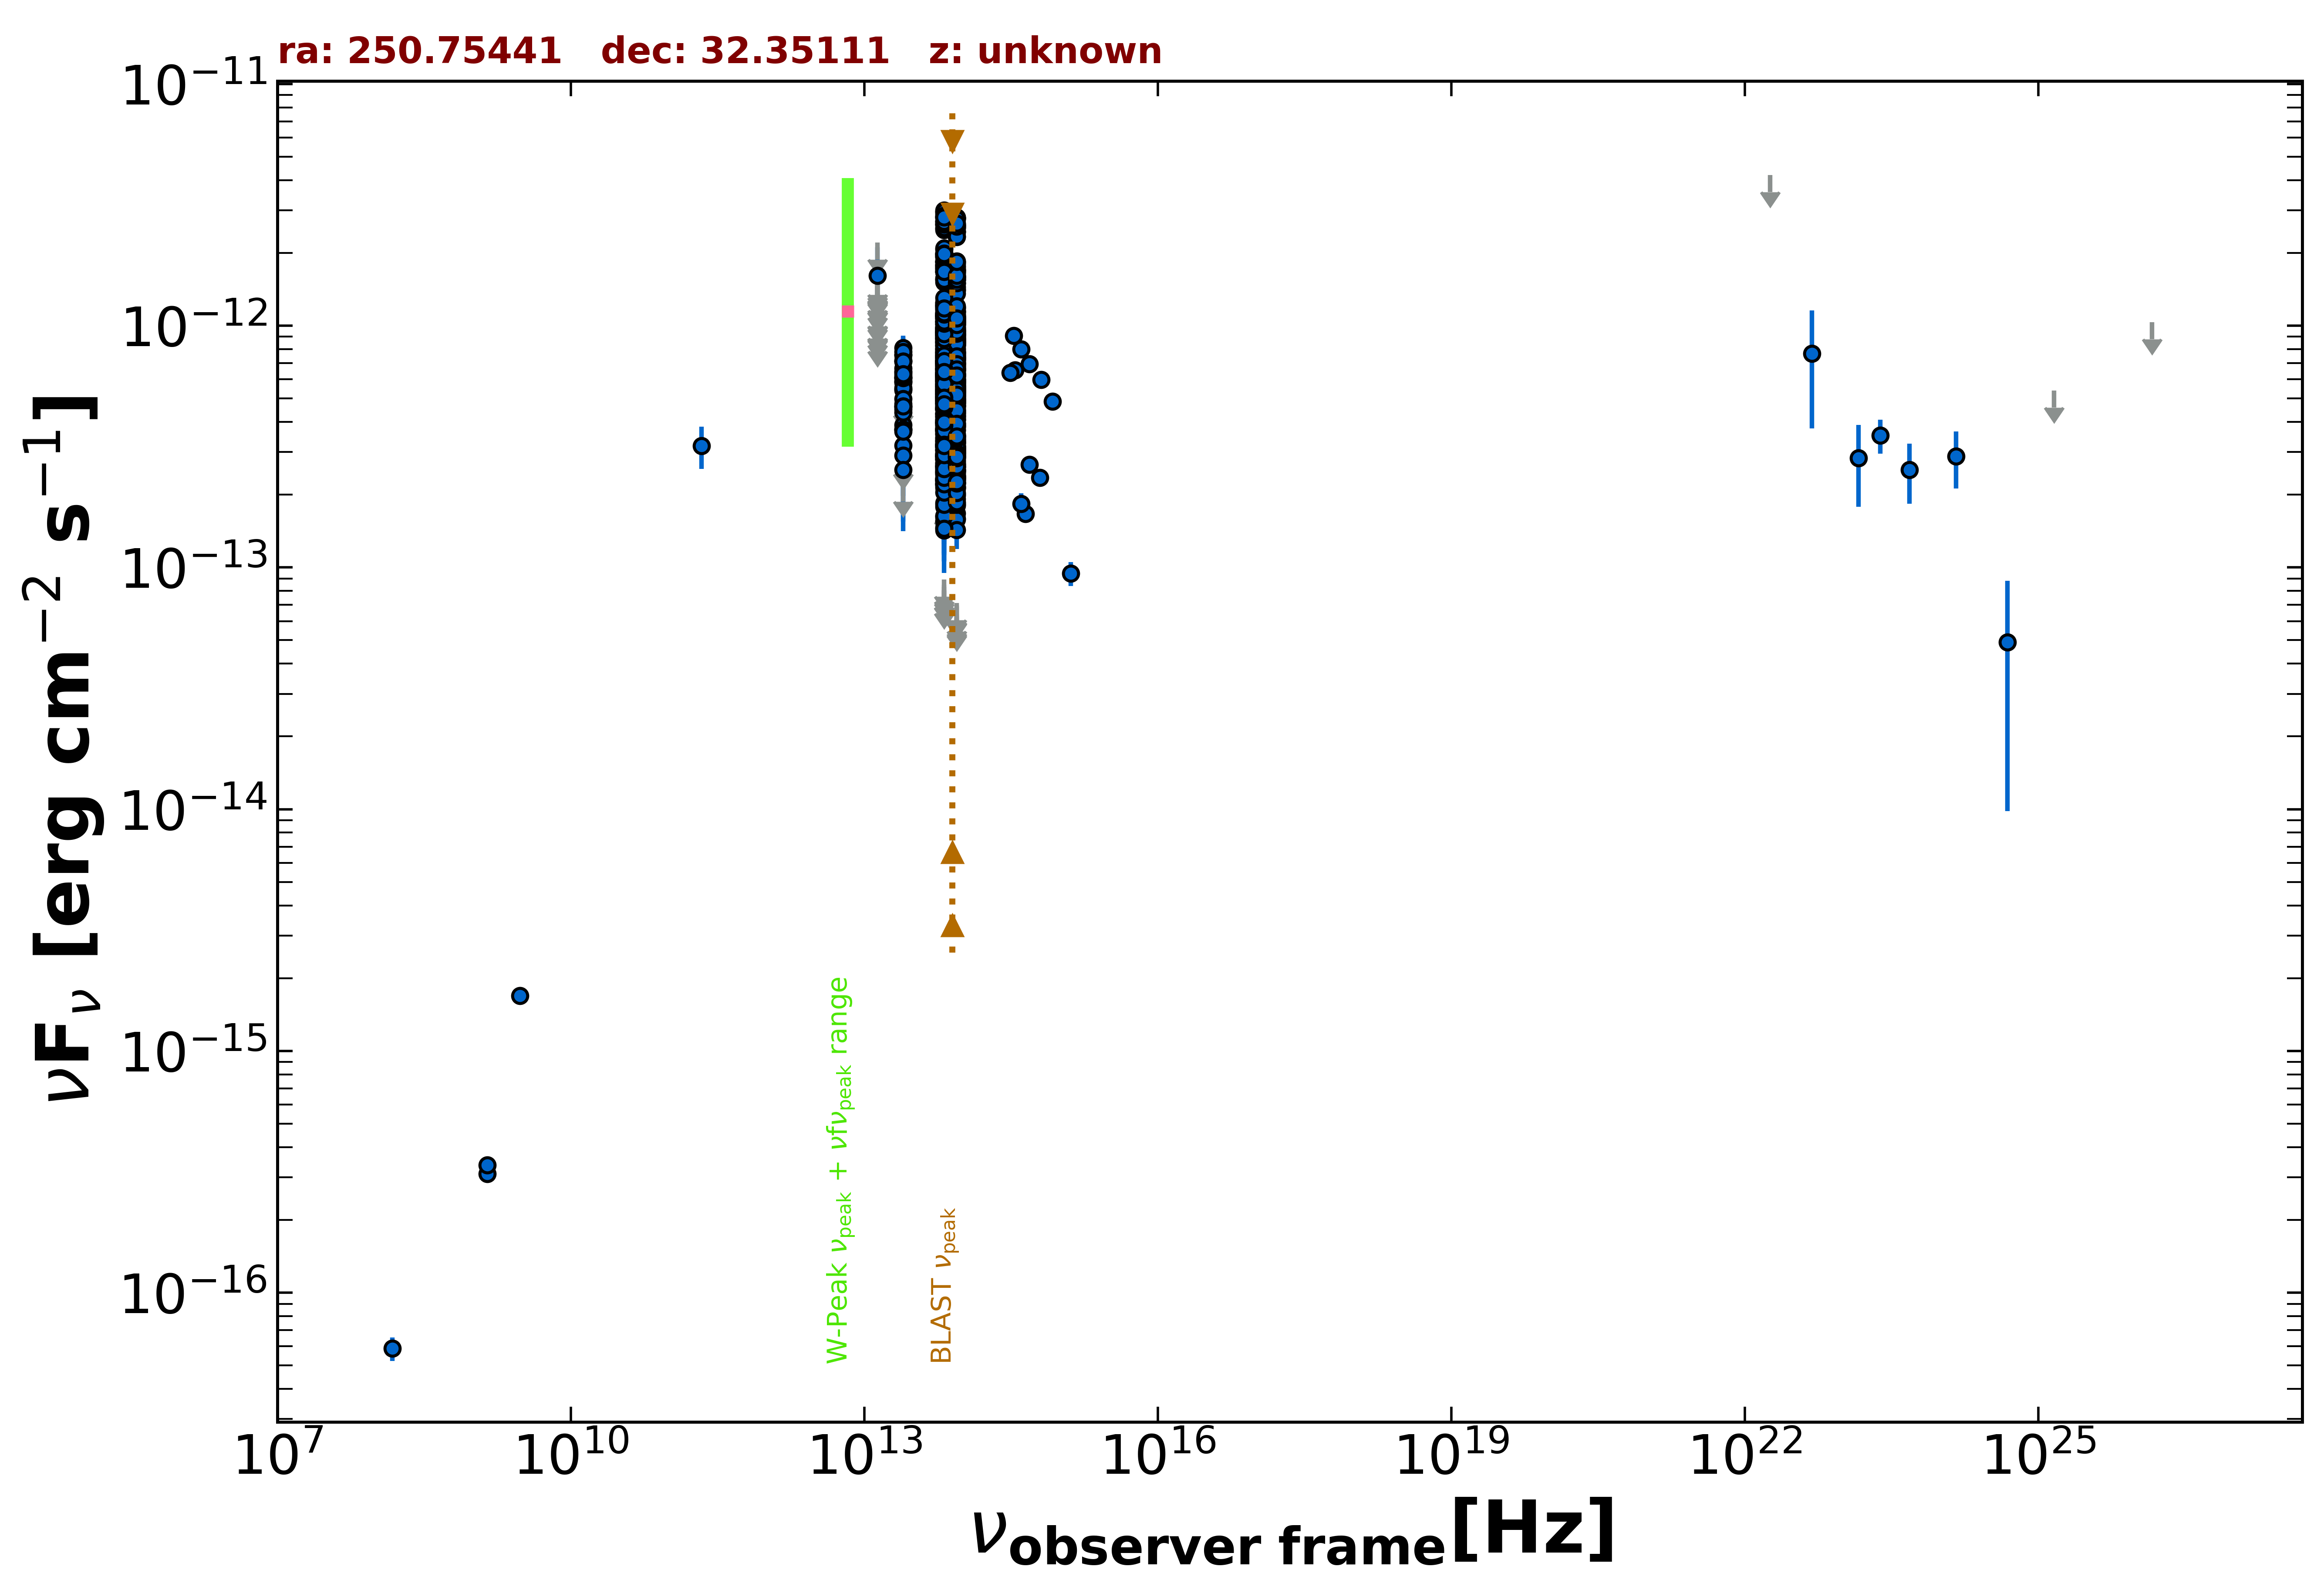 ra: 250.75441   dec: 32.35111   z: unknown
10⁻¹¹
10⁻¹²
10⁻¹³
10⁻¹⁴
10⁻¹⁵
10⁻¹⁶
νFν [erg cm⁻² s⁻¹]
W-Peak νpeak + νfνpeak range
BLAST νpeak
10⁷ 10¹⁰ 10¹³ 10¹⁶ 10¹⁹ 10²² 10²⁵
νobserver frame[Hz]